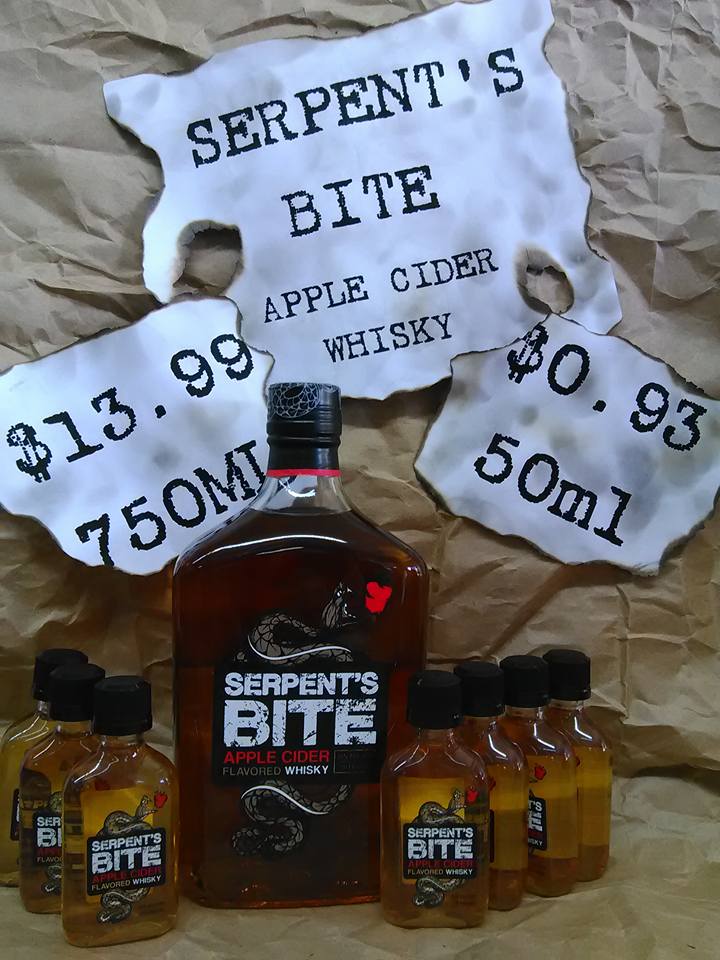 SERPENT'S
BITE
APPLE CIDER
WHISKY
$13.99
750ML
$0.93
50ml
SERPENT'S
BITE
APPLE CIDER
FLAVORED WHISKY
SERPENT'S
BITE
APPLE CIDER
FLAVORED WHISKY
SERPENT'S
BITE
APPLE CIDER
FLAVORED WHISKY